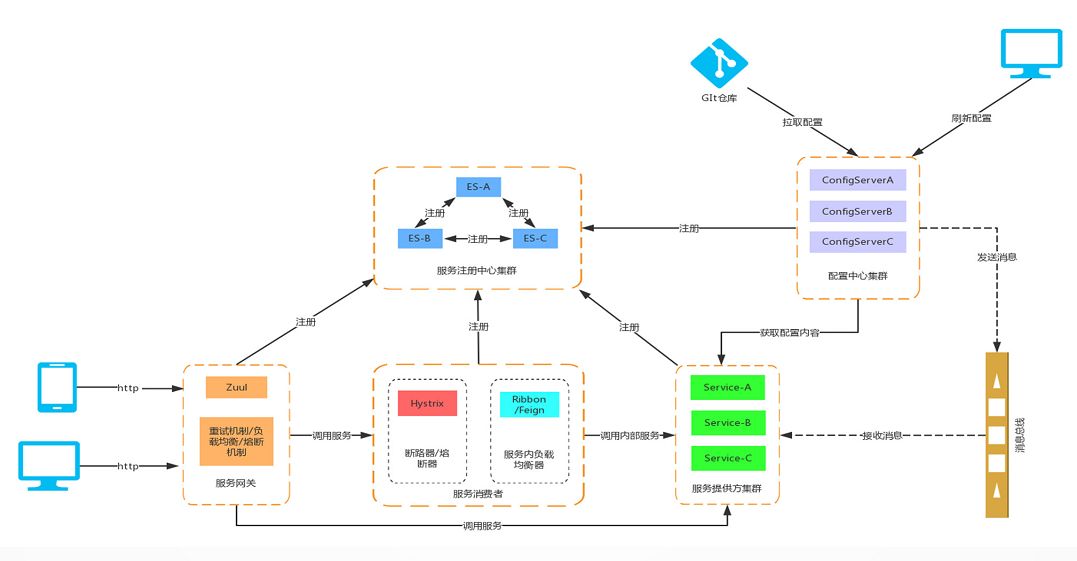 GIt仓库
拉取配置
刷新配置
ConfigServerA
ConfigServerB
ConfigServerC
配置中心集群
ES-A
注册
注册
ES-B
注册
ES-C
服务注册中心集群
注册
发送消息
注册
注册
注册
获取配置内容
http
http
Zuul
重试机制/负
载均衡/熔断
机制
服务网关
调用服务
Hystrix
断路器/熔
断器
Ribbon
/Feign
服务内负载
均衡器
服务消费者
调用内部服务
Service-A
Service-B
Service-C
服务提供方集群
接收消息
消息总线
调用服务